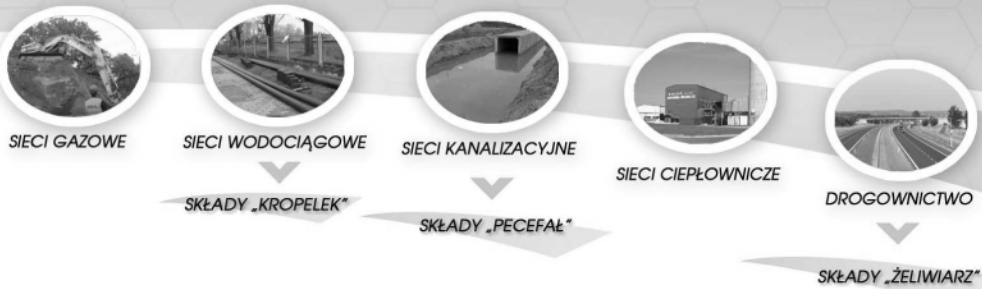 SIECI GAZOWE
SIECI WODOCIĄGOWE
SKŁADY „KROPELEK"
SIECI KANALIZACYJNE
SKŁADY „PECEFAŁ"
SIECI CIEPŁOWNICZE
DROGOWNICTWO
SKŁADY „ŻELIWIARZ"